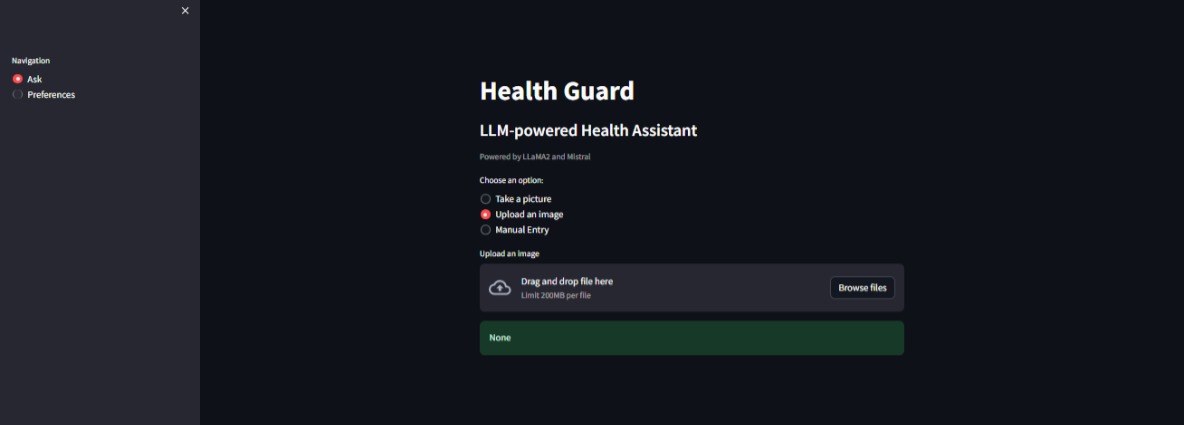 Navigation
Ask
Preferences
Health Guard
LLM-powered Health Assistant
Powered by LLaMA2 and Mistral
Choose an option:
Take a picture
Upload an image
Manual Entry
Upload an image
Drag and drop file here
Limit 200MB per file
Browse files
None